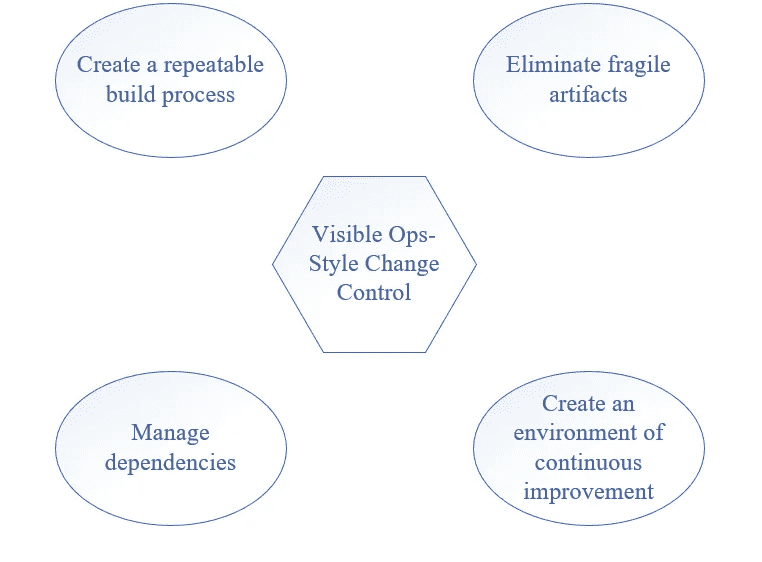 Create a repeatable
build process
Eliminate fragile
artifacts
Visible Ops-
Style Change
Control
Manage
dependencies
Create an
environment of
continuous
improvement